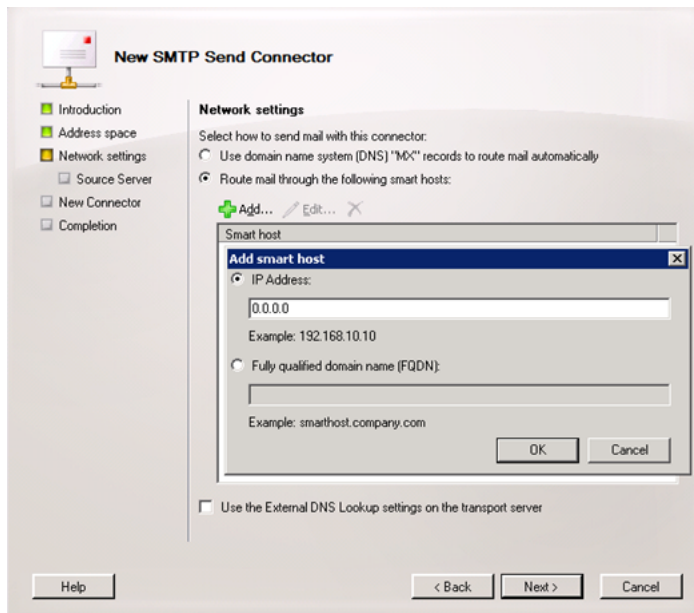 New SMTP Send Connector
Introduction
Address space
Network settings
Source Server
New Connector
Completion
Network settings
Select how to send mail with this connector:
Use domain name system (DNS) "MX" records to route mail automatically
Route mail through the following smart hosts:
Add... Edit...
Smart host
Add smart host
IP Address:
0.0.0.0
Example: 192.168.10.10
Fully qualified domain name (FQDN):
Example: smarthost.company.com
OK Cancel
Use the External DNS Lookup settings on the transport server
Help < Back Next > Cancel